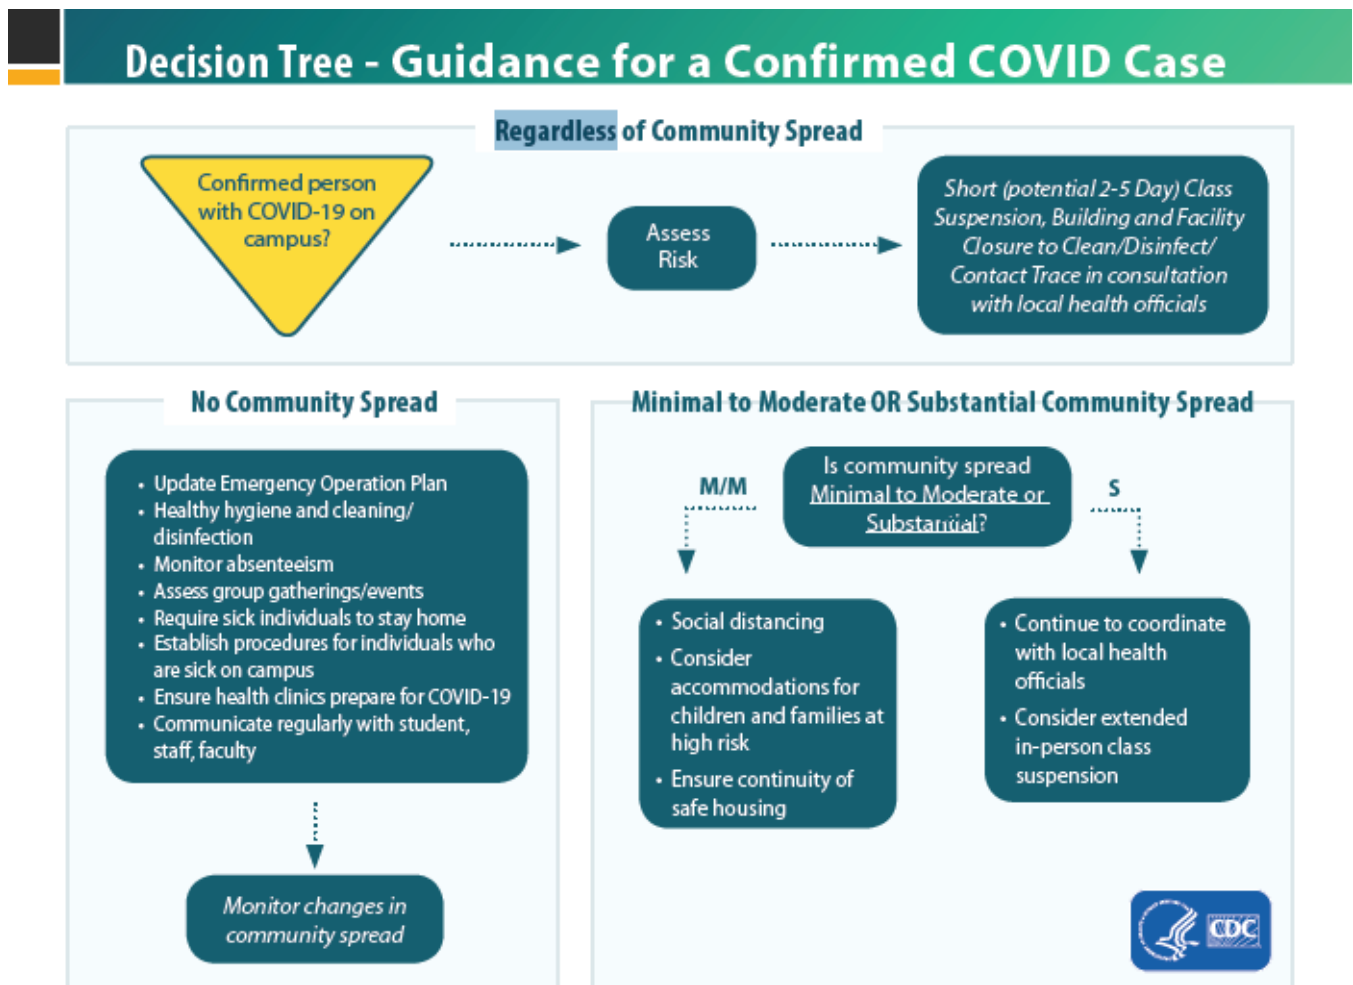 Decision Tree - Guidance for a Confirmed COVID Case
Regardless of Community Spread
Confirmed person
with COVID-19 on
campus?
Assess
Risk
Short (potential 2-5 Day) Class
Suspension, Building and Facility
Closure to Clean/Disinfect/
Contact Trace in consultation
with local health officials
No Community Spread
• Update Emergency Operation Plan
• Healthy hygiene and cleaning/
disinfection
• Monitor absenteeism
• Assess group gatherings/events
• Require sick individuals to stay home
• Establish procedures for individuals who
are sick on campus
• Ensure health clinics prepare for COVID-19
• Communicate regularly with student,
staff, faculty
Monitor changes in
community spread
Minimal to Moderate OR Substantial Community Spread
Is community spread
Minimal to Moderate or
Substantial?
M/M
S
• Social distancing
• Consider
accommodations for
children and families at
high risk
• Ensure continuity of
safe housing
• Continue to coordinate
with local health
officials
• Consider extended
in-person class
suspension
CDC